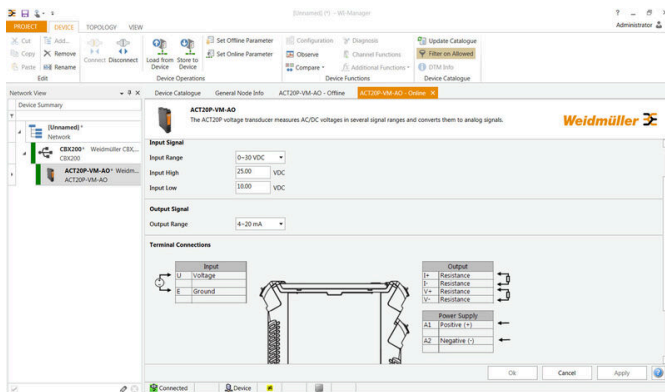 [Unnamed] (*) - WI-Manager
PROJECT DEVICE TOPOLOGY VIEW Administrator
Cut Add... Set Offline Parameter Configuration Diagnosis Update Catalogue
Copy Remove Connect Disconnect Load from Device Store to Device Set Online Parameter Observe Channel Functions Filter on Allowed
Paste Rename Compare Additional Functions DTM Info
Edit Device Operations Device Functions Device Catalogue
Network View Device Catalogue General Node Info ACT20P-VM-AO - Offline ACT20P-VM-AO - Online
Device Summary
ACT20P-VM-AO
The ACT20P voltage transducer measures AC/DC voltages in several signal ranges and converts them to analog signals.
Weidmüller
[Unnamed] *
Network
CBX200* Weidmüller CBX...
CBX200
ACT20P-VM-AO* Weidm...
ACT20P-VM-AO
Input Signal
Input Range 0~30 VDC
Input High 25.00 VDC
Input Low 10.00 VDC
Output Signal
Output Range 4~20 mA
Terminal Connections
Input
U Voltage
E Ground
Output
I+ Resistance
I- Resistance
V+ Resistance
V- Resistance
Power Supply
A1 Positive (+)
A2 Negative (-)
Ok Cancel Apply
Connected Device